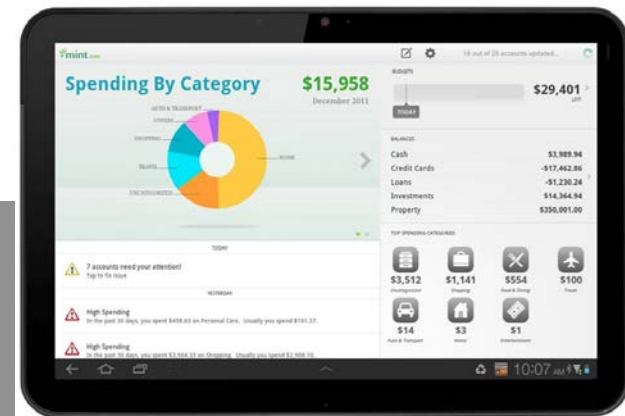 mint.com
18 out of 20 accounts updated...
Spending By Category
$15,958
December 2011
AUTO & TRANSPORT
OTHERS
SHOPPING
TRAVEL
UNCATEGORIZED
HOME
BUDGETS
$29,401
LEFT
TODAY
BALANCES
Cash $3,989.94
Credit Cards -$17,462.86
Loans -$1,230.24
Investments $14,364.94
Property $350,001.00
TOP SPENDING CATEGORIES
$3,512 $1,141 $554 $100
Uncategorized Shopping Food & Dining Travel
$14 $3 $1
Auto & Transport Home Entertainment
TODAY
7 accounts need your attention!
Tap to fix issue
YESTERDAY
High Spending
In the past 30 days, you spent $458.63 on Personal Care. Usually you spend $161.37.
High Spending
In the past 30 days, you spent $3,564.33 on Shopping. Usually you spend $2,988.10.
10:07 AM